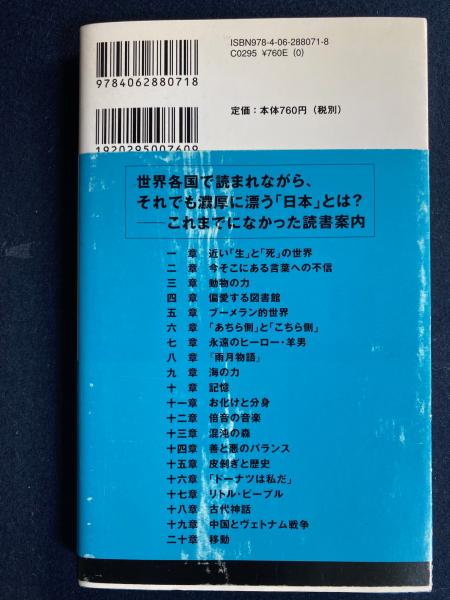 ISBN978-4-06-288071-8
C0295 ¥760E (0)
9784062880718
定価：本体760円（税別）
1920295007609
世界各国で読まれながら、
それでも濃厚に漂う「日本」とは？
――これまでになかった読書案内
一 章 近い「生」と「死」の世界
二 章 今そこにある言葉への不信
三 章 動物の力
四 章 偏愛する図書館
五 章 ブーメラン的世界
六 章 「あちら側」と「こちら側」
七 章 永遠のヒーロー・羊男
八 章 「雨月物語」
九 章 海の力
十 章 記憶
十一章 お化けと分身
十二章 倍音の音楽
十三章 混沌の森
十四章 善と悪のバランス
十五章 皮剝ぎと歴史
十六章 「ドーナツは私だ」
十七章 リトル・ピープル
十八章 古代神話
十九章 中国とヴェトナム戦争
二十章 移動